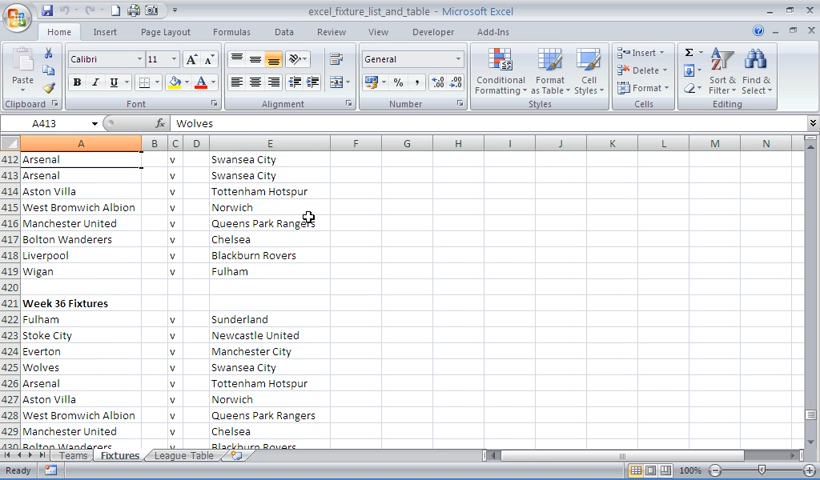 excel_fixture_list_and_table - Microsoft Excel
Home Insert Page Layout Formulas Data Review View Developer Add-Ins
Calibri 11 General Insert Σ
Paste B I U % , Conditional Formatting Format as Table Cell Styles Delete Format Sort & Filter Find & Select
Clipboard Font Alignment Number Styles Cells Editing
A413 fx Wolves
A B C D E F G H I J K L M N
412 Arsenal v Swansea City
413 Arsenal v Swansea City
414 Aston Villa v Tottenham Hotspur
415 West Bromwich Albion v Norwich
416 Manchester United v Queens Park Rangers
417 Bolton Wanderers v Chelsea
418 Liverpool v Blackburn Rovers
419 Wigan v Fulham
420
421 Week 36 Fixtures
422 Fulham v Sunderland
423 Stoke City v Newcastle United
424 Everton v Manchester City
425 Wolves v Swansea City
426 Arsenal v Tottenham Hotspur
427 Aston Villa v Norwich
428 West Bromwich Albion v Queens Park Rangers
429 Manchester United v Chelsea
430 Bolton Wanderers v Blackburn Rovers
Teams Fixtures League Table
Ready 100%